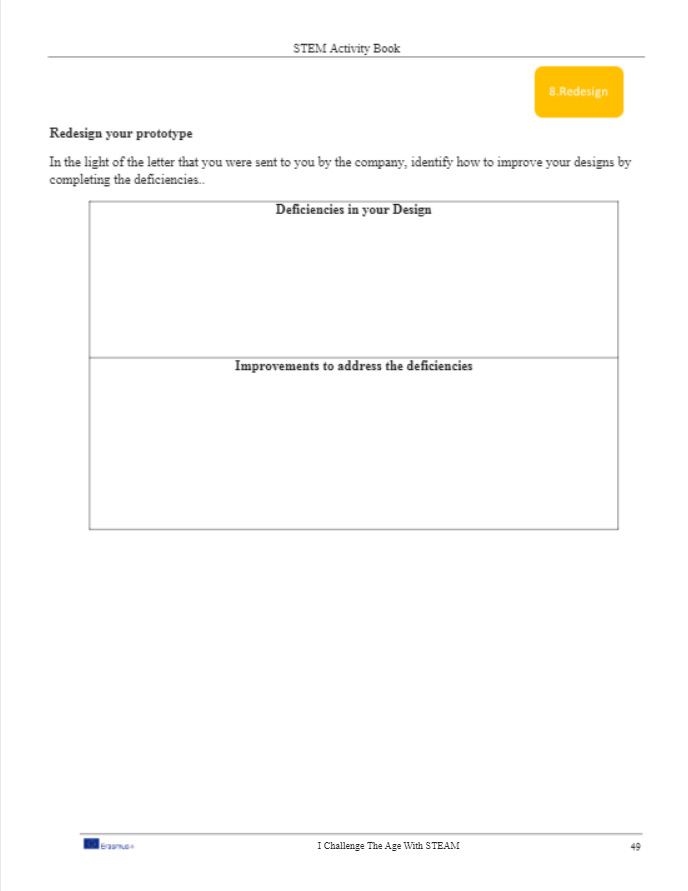 STEM Activity Book
8.Redesign
Redesign your prototype
In the light of the letter that you were sent to you by the company, identify how to improve your designs by
completing the deficiencies..
Deficiencies in your Design
Improvements to address the deficiencies
Erasmus+
I Challenge The Age With STEAM
49